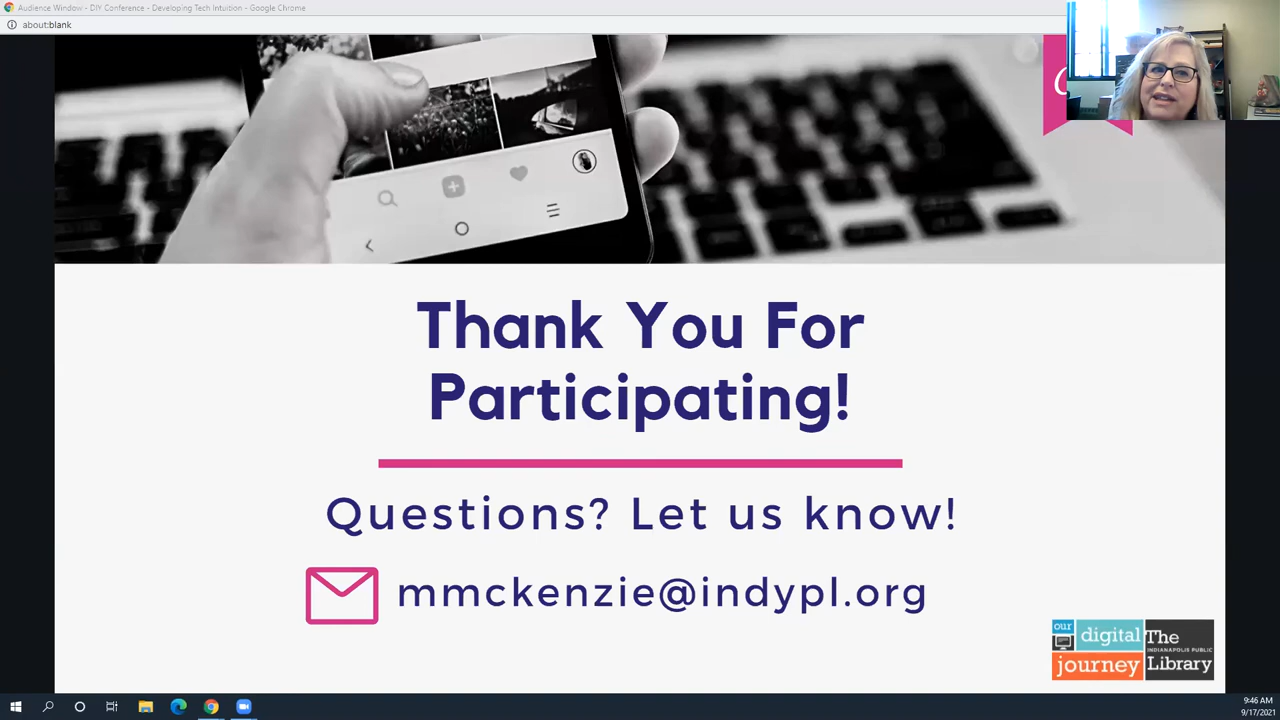 Audience Window - DIY Conference - Developing Tech Intuition - Google Chrome
about:blank
Thank You For
Participating!
Questions? Let us know!
mmckenzie@indypl.org
our
digital
journey
The
INDIANAPOLIS PUBLIC
Library
9:46 AM
9/17/2021